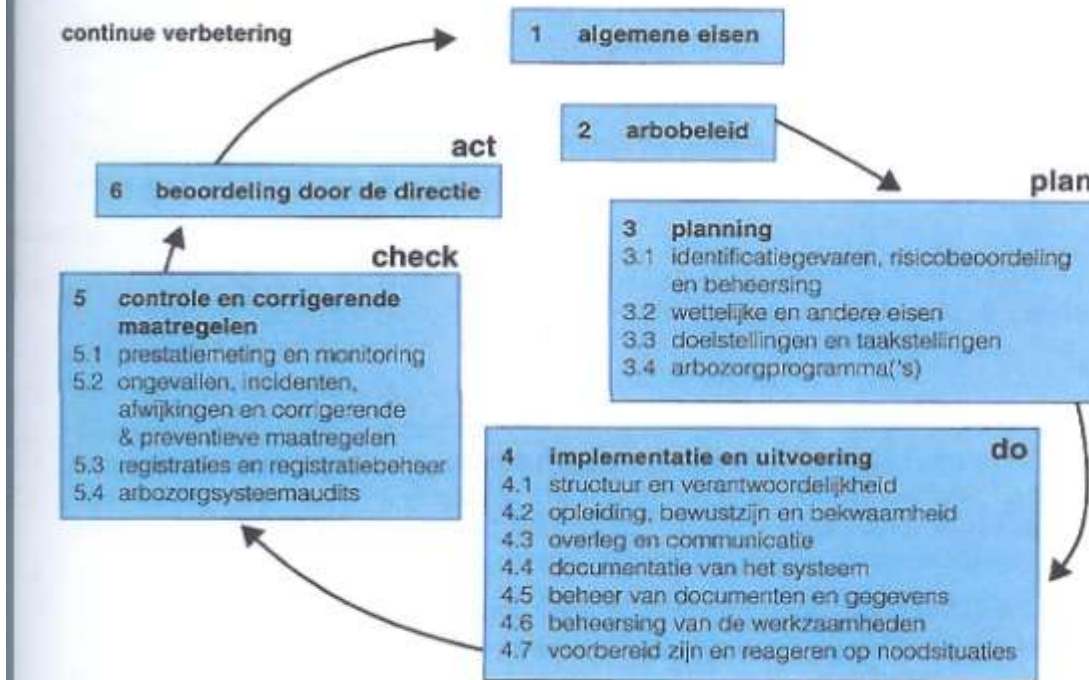 continue verbetering
1 algemene eisen
2 arbobeleid
act
6 beoordeling door de directie
plan
3 planning
3.1 identificatiegevaren, risicobeoordeling
en beheersing
3.2 wettelijke en andere eisen
3.3 doelstellingen en taakstellingen
3.4 arbozorgprogramma('s)
check
5 controle en corrigerende
maatregelen
5.1 prestatiemeting en monitoring
5.2 ongevallen, incidenten,
afwijkingen en corrigerende
& preventieve maatregelen
5.3 registraties en registratiebeheer
5.4 arbozorgsysteemaudits
do
4 implementatie en uitvoering
4.1 structuur en verantwoordelijkheid
4.2 opleiding, bewustzijn en bekwaamheid
4.3 overleg en communicatie
4.4 documentatie van het systeem
4.5 beheer van documenten en gegevens
4.6 beheersing van de werkzaamheden
4.7 voorbereid zijn en reageren op noodsituaties